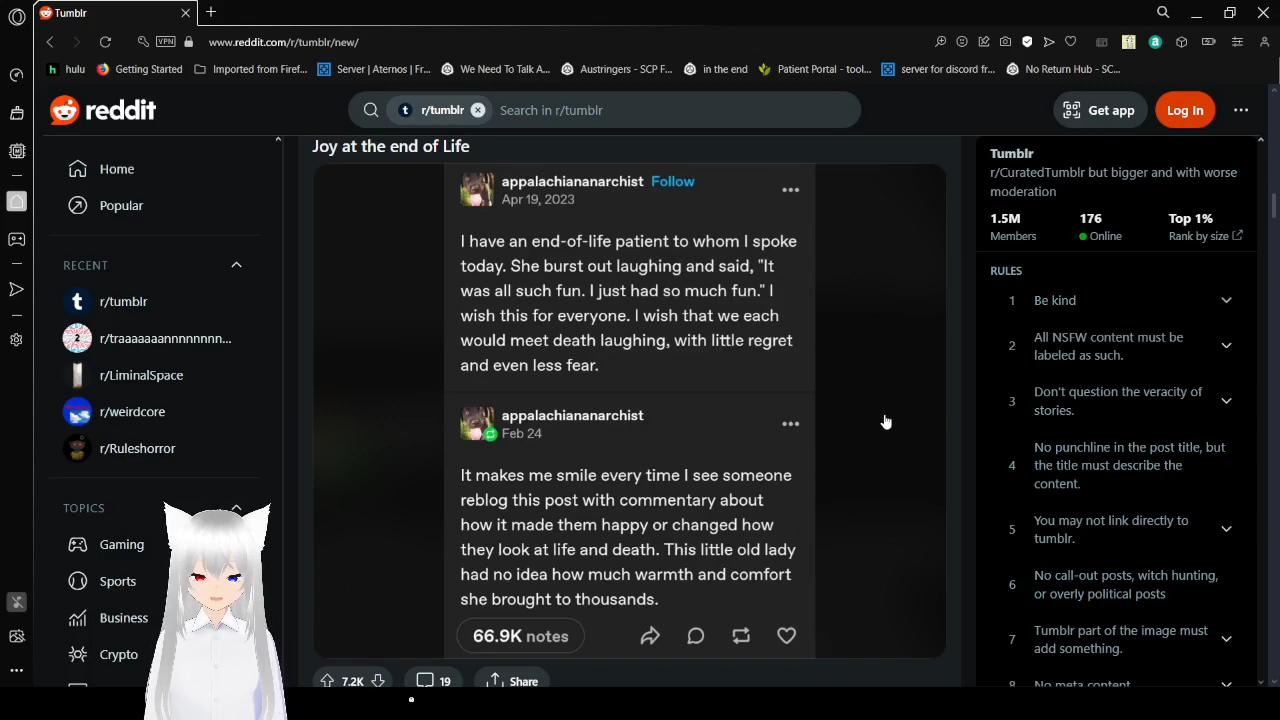 Tumblr
www.reddit.com/r/tumblr/new/
VPN
hulu
Getting Started
Imported from Firef...
Server | Aternos | Fr...
We Need To Talk A...
Austringers - SCP F...
in the end
Patient Portal - tool...
server for discord fr...
No Return Hub - SC...
reddit
r/tumblr
Search in r/tumblr
Get app
Log In
Home
Popular
RECENT
r/tumblr
r/traaaaaaannnnnnnn...
r/LiminalSpace
r/weirdcore
r/Ruleshorror
TOPICS
Gaming
Sports
Business
Crypto
Joy at the end of Life
appalachiananarchist Follow
Apr 19, 2023
I have an end-of-life patient to whom I spoke
today. She burst out laughing and said, "It
was all such fun. I just had so much fun." I
wish this for everyone. I wish that we each
would meet death laughing, with little regret
and even less fear.
appalachiananarchist
Feb 24
It makes me smile every time I see someone
reblog this post with commentary about
how it made them happy or changed how
they look at life and death. This little old lady
had no idea how much warmth and comfort
she brought to thousands.
66.9K notes
7.2K
19
Share
Tumblr
r/CuratedTumblr but bigger and with worse
moderation
1.5M 176 Top 1%
Members Online Rank by size
RULES
1 Be kind
2 All NSFW content must be
labeled as such.
3 Don't question the veracity of
stories.
4 No punchline in the post title, but
the title must describe the
content.
5 You may not link directly to
tumblr.
6 No call-out posts, witch hunting,
or overly political posts
7 Tumblr part of the image must
add something.
8 No meta content